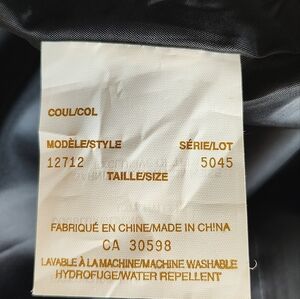 COUL/COL
MODÈLE/STYLE SÉRIE/LOT
12712 5045
TAILLE/SIZE
FABRIQUÉ EN CHINE/MADE IN CHINA
CA 30598
LAVABLE À LA MACHINE/MACHINE WASHABLE
HYDROFUGE/WATER REPELLENT